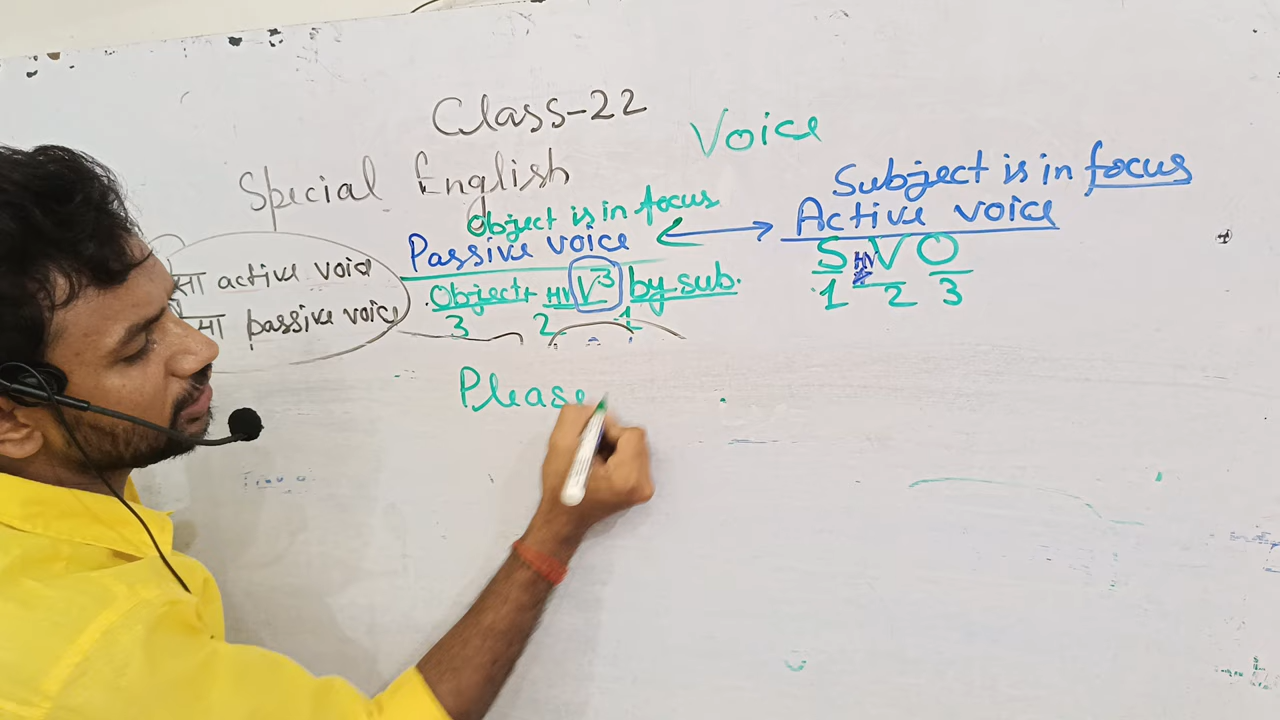 Class-22
Voice
Special English
Subject is in focus
Object is in focus
Active voice
Passive voice
S HV V O
1 2 3
Object + HV V³ by sub.
3 2 1
active voice
passive voice
Please